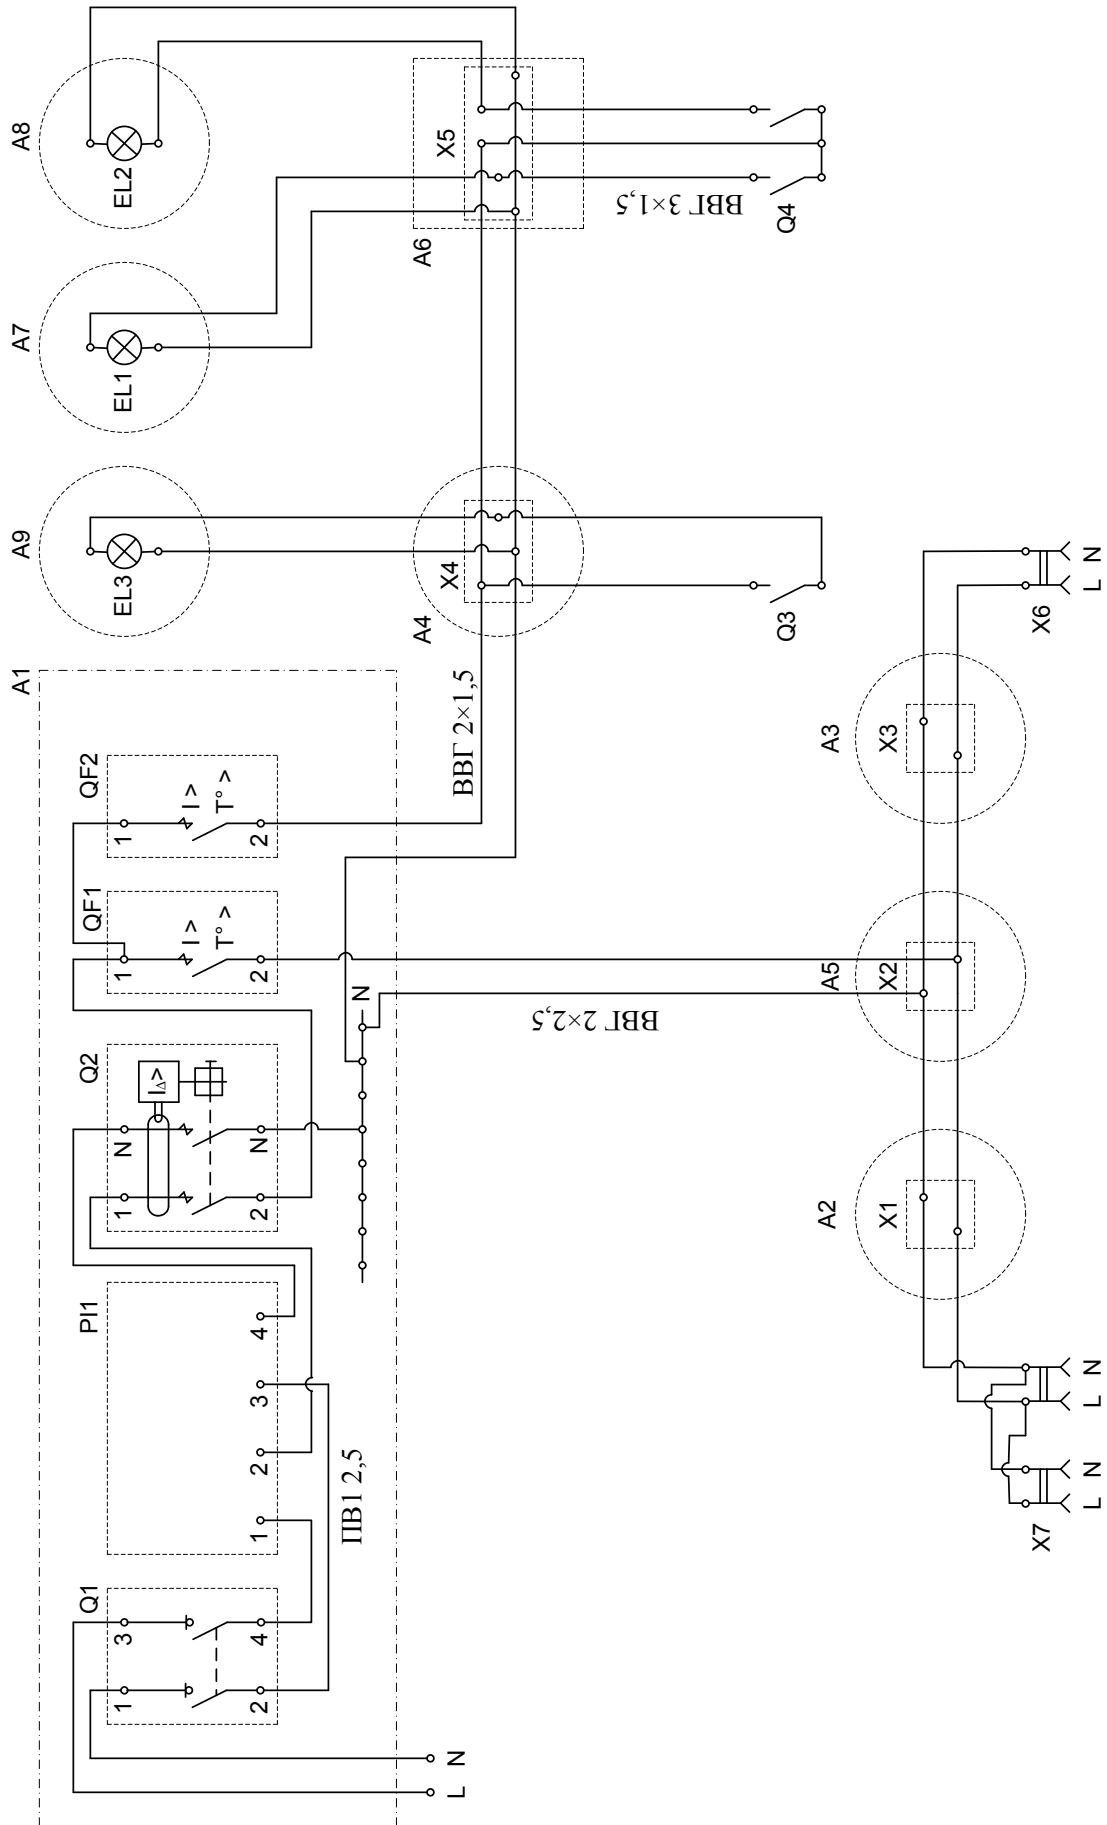 A1
Q1
1
3
2
4
L
N
PI1
1
2
3
4
ПВ1 2,5
Q2
1
N
I∆>
2
N
N
QF1
1
I >
T° >
2
QF2
1
I >
T° >
2
ВВГ 2×1,5
ВВГ 2×2,5
A9
EL3
A7
EL1
A8
EL2
A4
X4
Q3
A6
X5
ВВГ 3×1,5
Q4
A2
X1
A5
X2
A3
X3
X7
L
N
L
N
X6
L
N